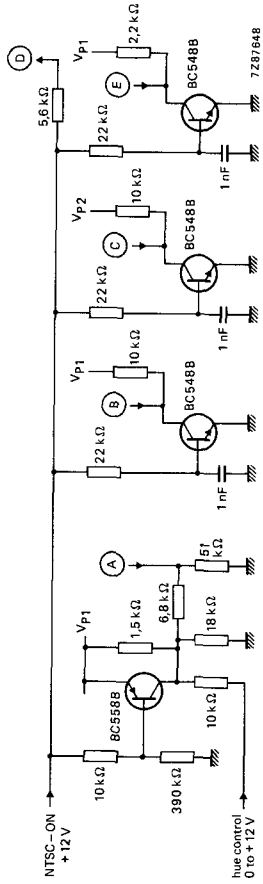 NTSC–ON
+ 12 V
hue control
0 to + 12 V
10 kΩ
390 kΩ
BC558B
10 kΩ
VP1
1,5 kΩ
18 kΩ
6,8 kΩ
A
51
kΩ
22 kΩ
1 nF
BC548B
B
VP1
10 kΩ
22 kΩ
1 nF
BC548B
C
VP2
10 kΩ
22 kΩ
1 nF
BC548B
E
VP1
2,2 kΩ
5,6 kΩ
D
7Z87648